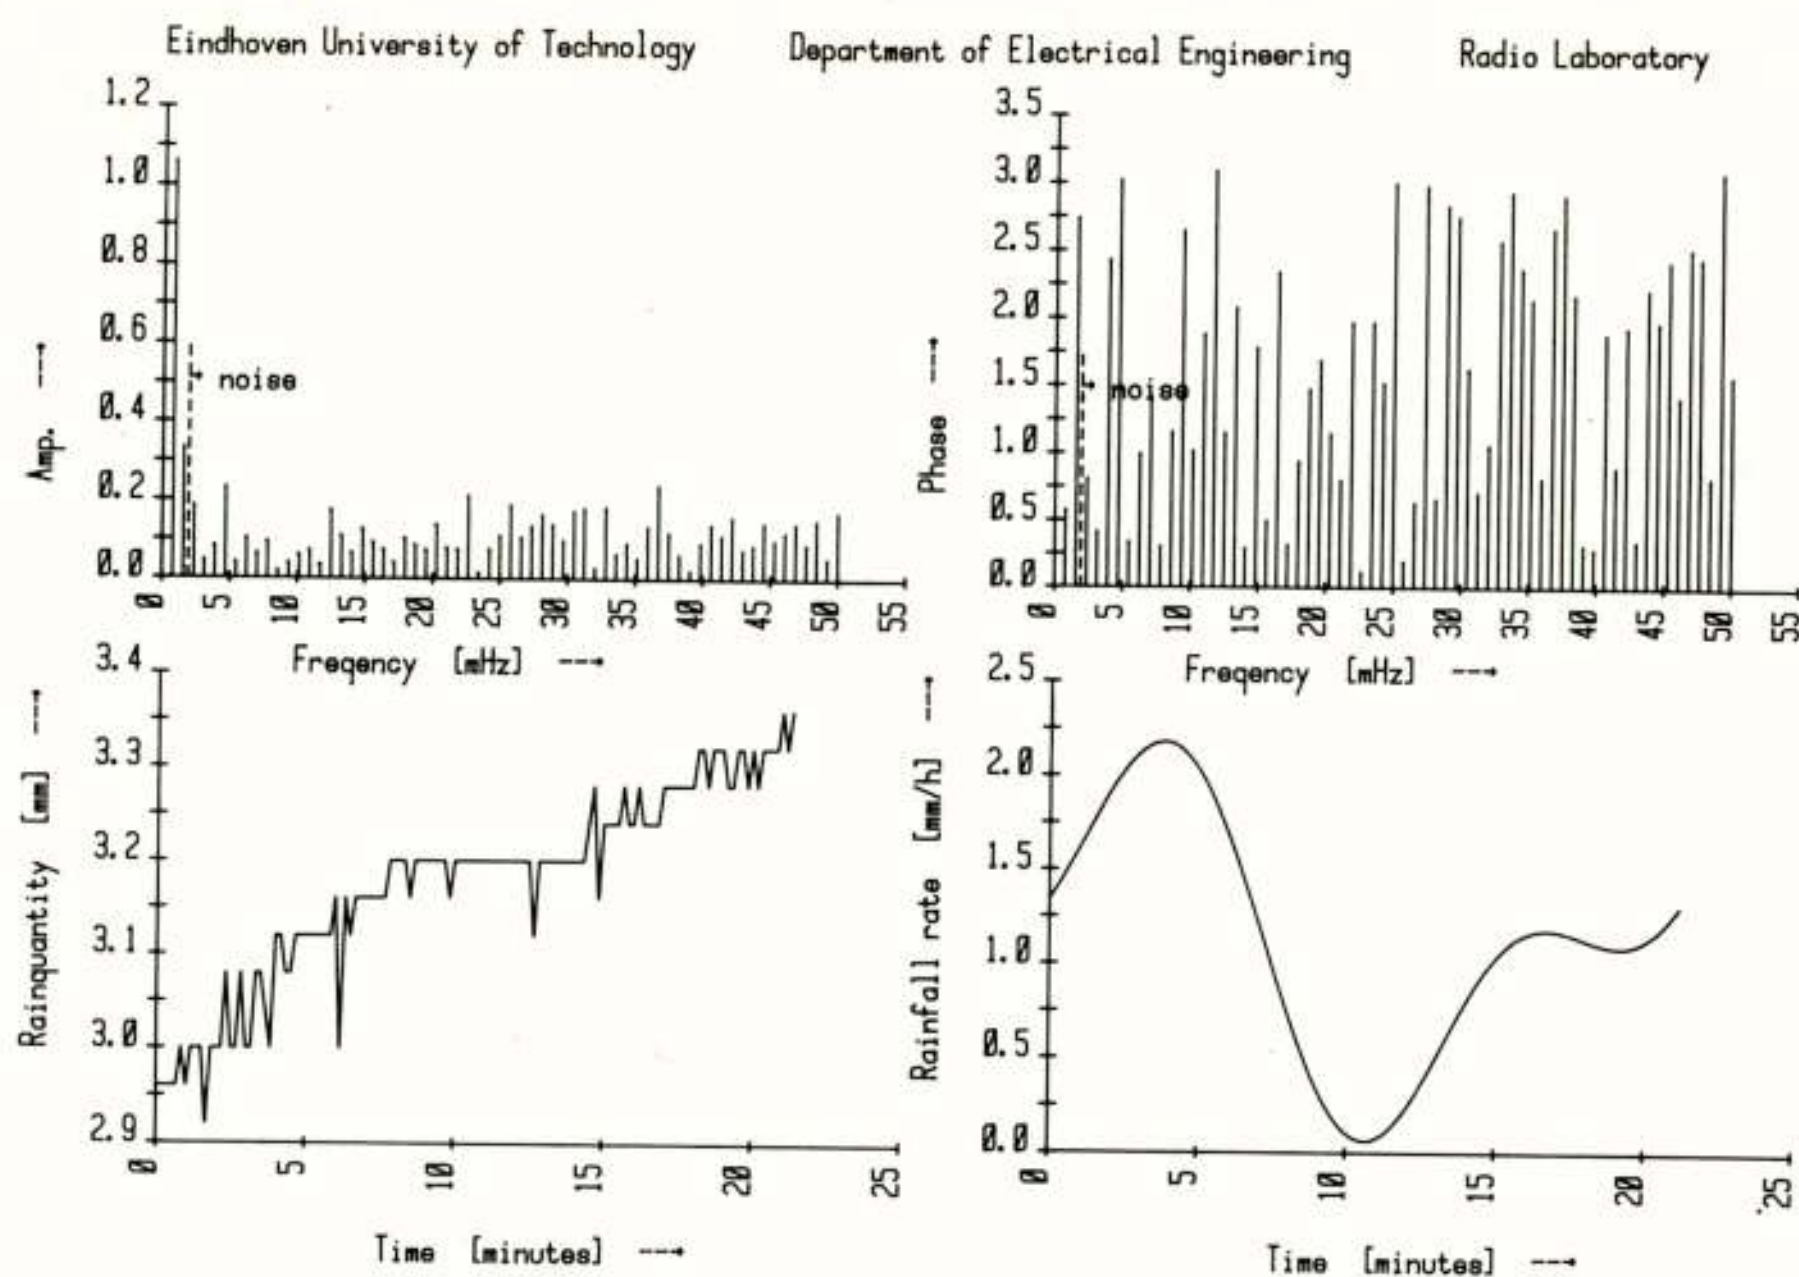 Eindhoven University of Technology Department of Electrical Engineering Radio Laboratory
1.2
1.0
0.8
0.6
0.4
0.2
0.0
Amp. --->
noise
0 5 10 15 20 25 30 35 40 45 50 55
Freqency [mHz] --->
3.5
3.0
2.5
2.0
1.5
1.0
0.5
0.0
Phase --->
noise
0 5 10 15 20 25 30 35 40 45 50 55
Freqency [mHz] --->
3.4
3.3
3.2
3.1
3.0
2.9
Rainquantity [mm] --->
0 5 10 15 20 25
Time [minutes] --->
2.5
2.0
1.5
1.0
0.5
0.0
Rainfall rate [mm/h] --->
0 5 10 15 20 25
Time [minutes] --->